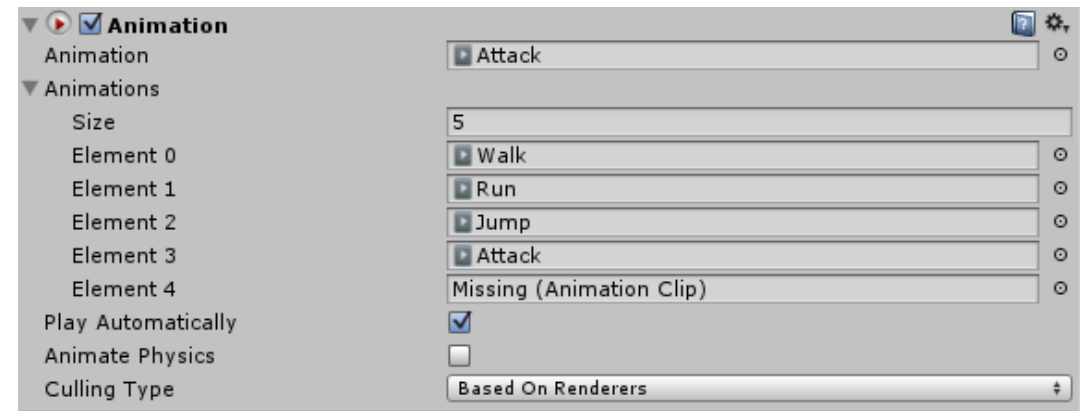 Animation
Animation Attack
Animations
Size 5
Element 0 Walk
Element 1 Run
Element 2 Jump
Element 3 Attack
Element 4 Missing (Animation Clip)
Play Automatically
Animate Physics
Culling Type Based On Renderers